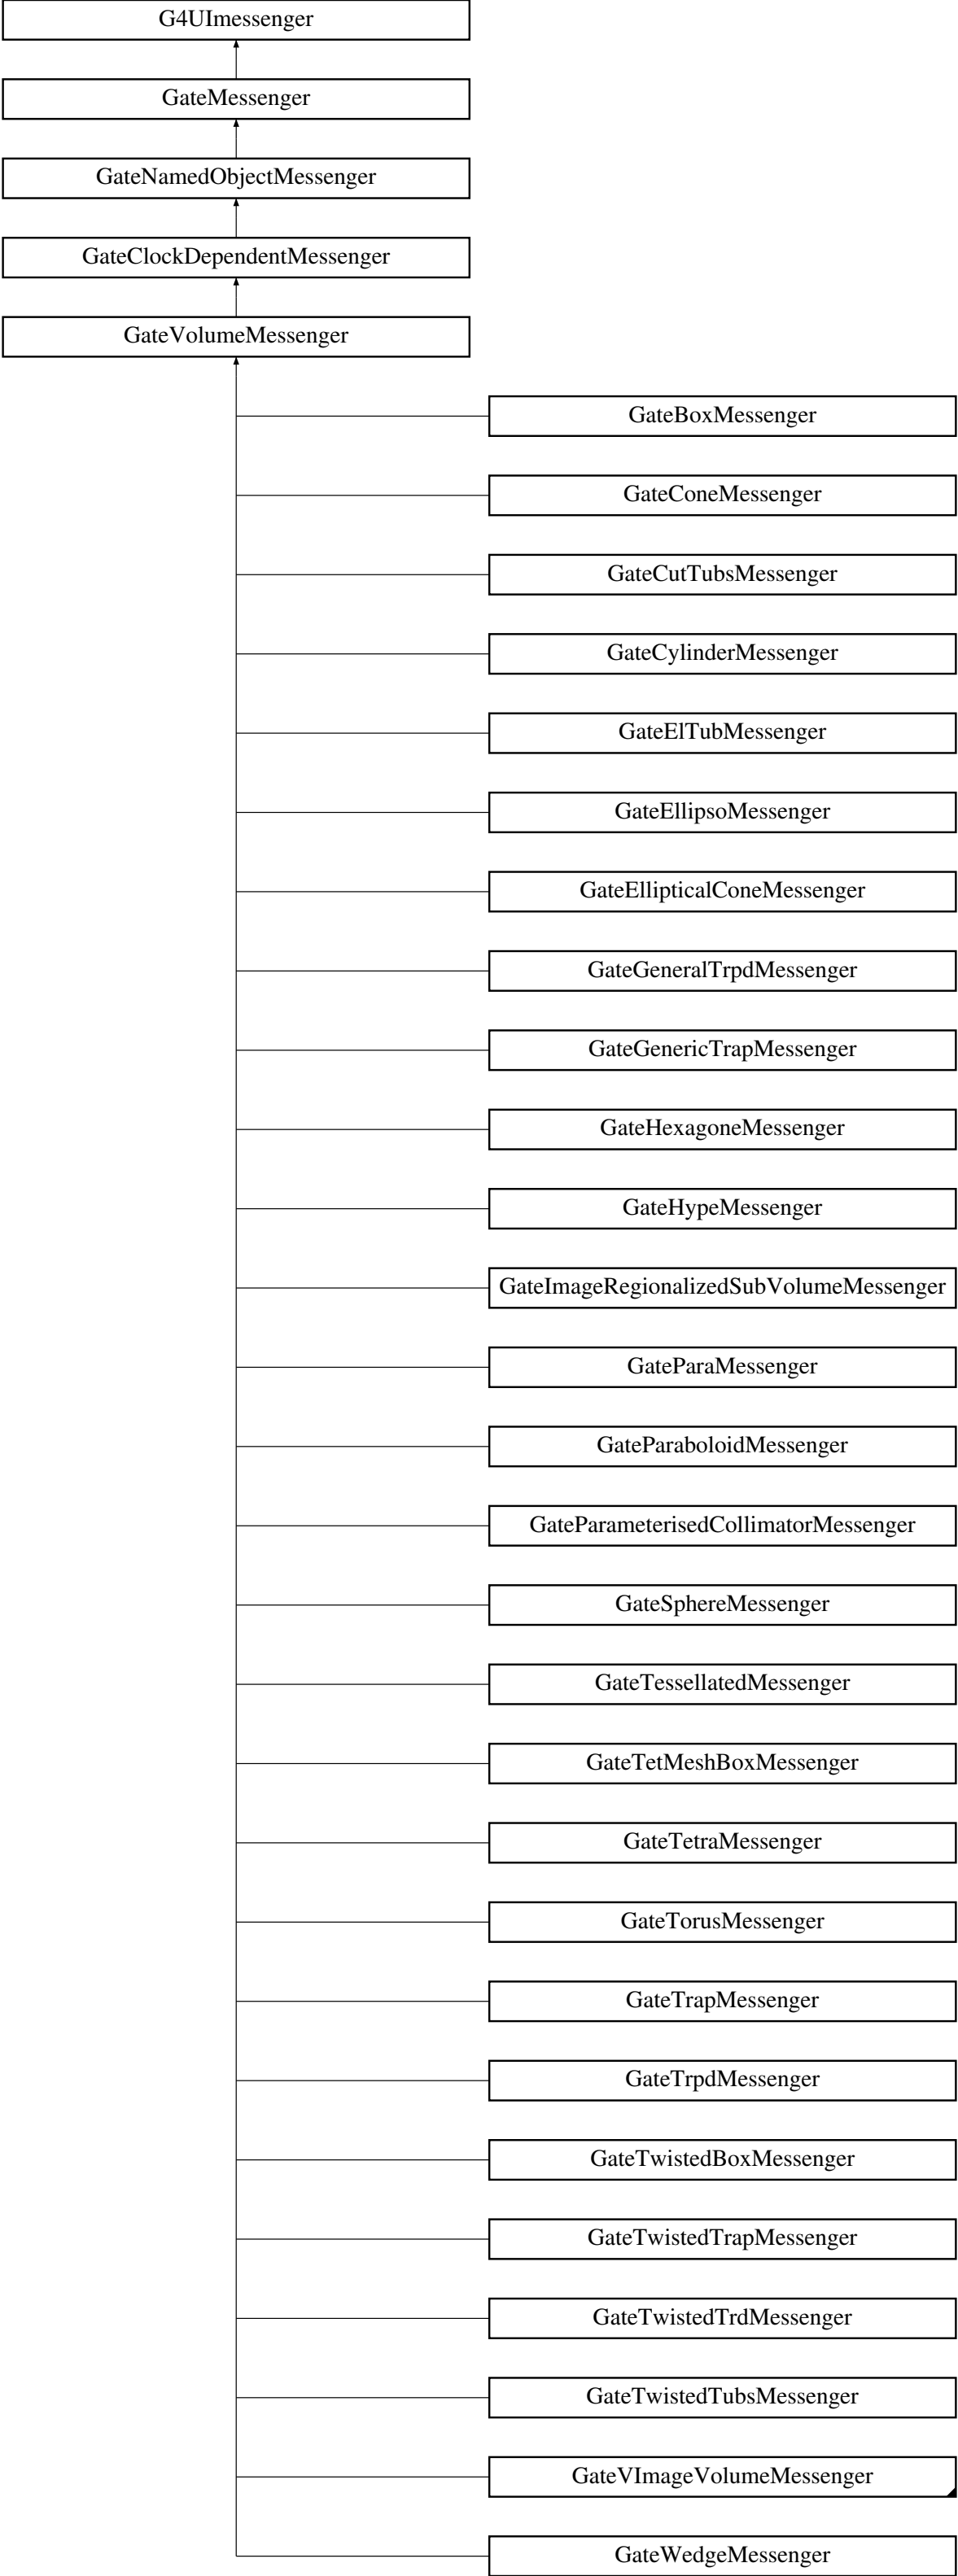 G4UImessenger
GateMessenger
GateNamedObjectMessenger
GateClockDependentMessenger
GateVolumeMessenger
GateBoxMessenger
GateConeMessenger
GateCutTubsMessenger
GateCylinderMessenger
GateElTubMessenger
GateEllipsoMessenger
GateEllipticalConeMessenger
GateGeneralTrpdMessenger
GateGenericTrapMessenger
GateHexagoneMessenger
GateHypeMessenger
GateImageRegionalizedSubVolumeMessenger
GateParaMessenger
GateParaboloidMessenger
GateParameterisedCollimatorMessenger
GateSphereMessenger
GateTessellatedMessenger
GateTetMeshBoxMessenger
GateTetraMessenger
GateTorusMessenger
GateTrapMessenger
GateTrpdMessenger
GateTwistedBoxMessenger
GateTwistedTrapMessenger
GateTwistedTrdMessenger
GateTwistedTubsMessenger
GateVImageVolumeMessenger
GateWedgeMessenger